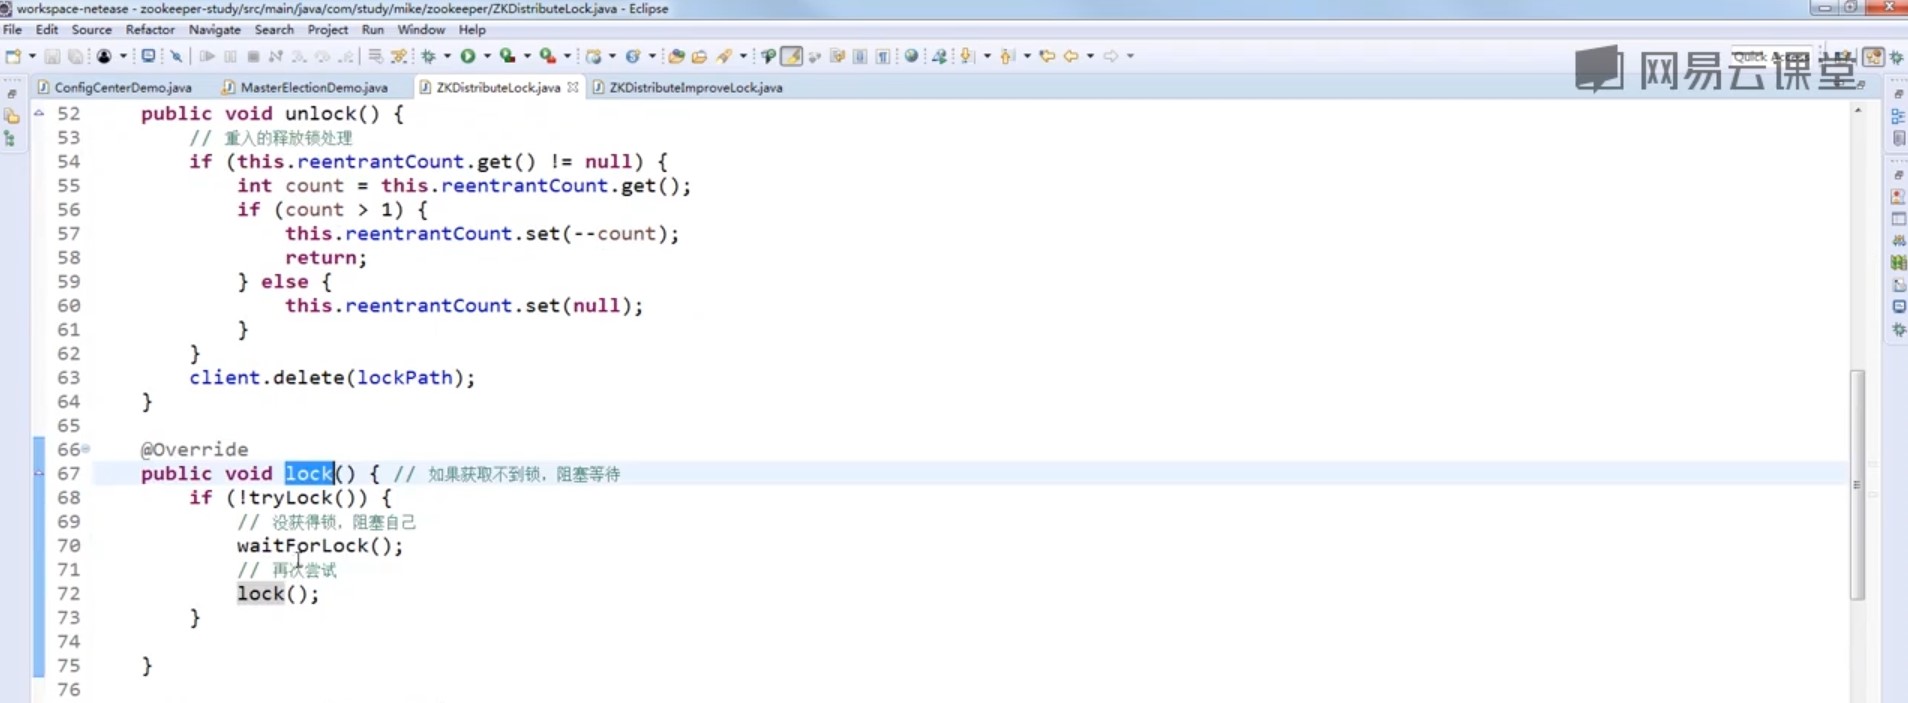 workspace-netease - zookeeper-study/src/main/java/com/study/mike/zookeeper/ZKDistributeLock.java - Eclipse
File Edit Source Refactor Navigate Search Project Run Window Help
Quick Access
网易云课堂
ConfigCenterDemo.java MasterElectionDemo.java ZKDistributeLock.java ZKDistributeImproveLock.java
52 public void unlock() {
53 // 重入的释放锁处理
54 if (this.reentrantCount.get() != null) {
55 int count = this.reentrantCount.get();
56 if (count > 1) {
57 this.reentrantCount.set(--count);
58 return;
59 } else {
60 this.reentrantCount.set(null);
61 }
62 }
63 client.delete(lockPath);
64 }
65
66 @Override
67 public void lock() { // 如果获取不到锁，阻塞等待
68 if (!tryLock()) {
69 // 没获得锁，阻塞自己
70 waitForLock();
71 // 再次尝试
72 lock();
73 }
74
75 }
76